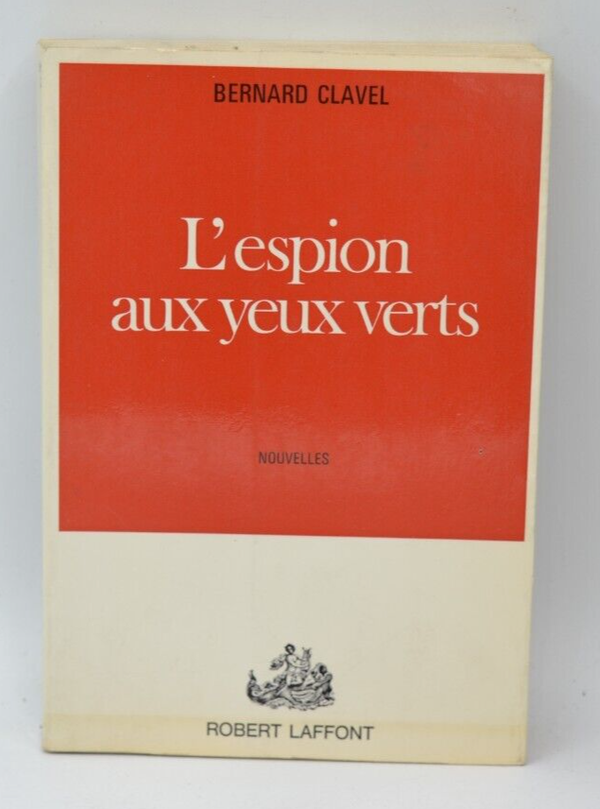 BERNARD CLAVEL
L'espion
aux yeux verts
NOUVELLES
ROBERT LAFFONT